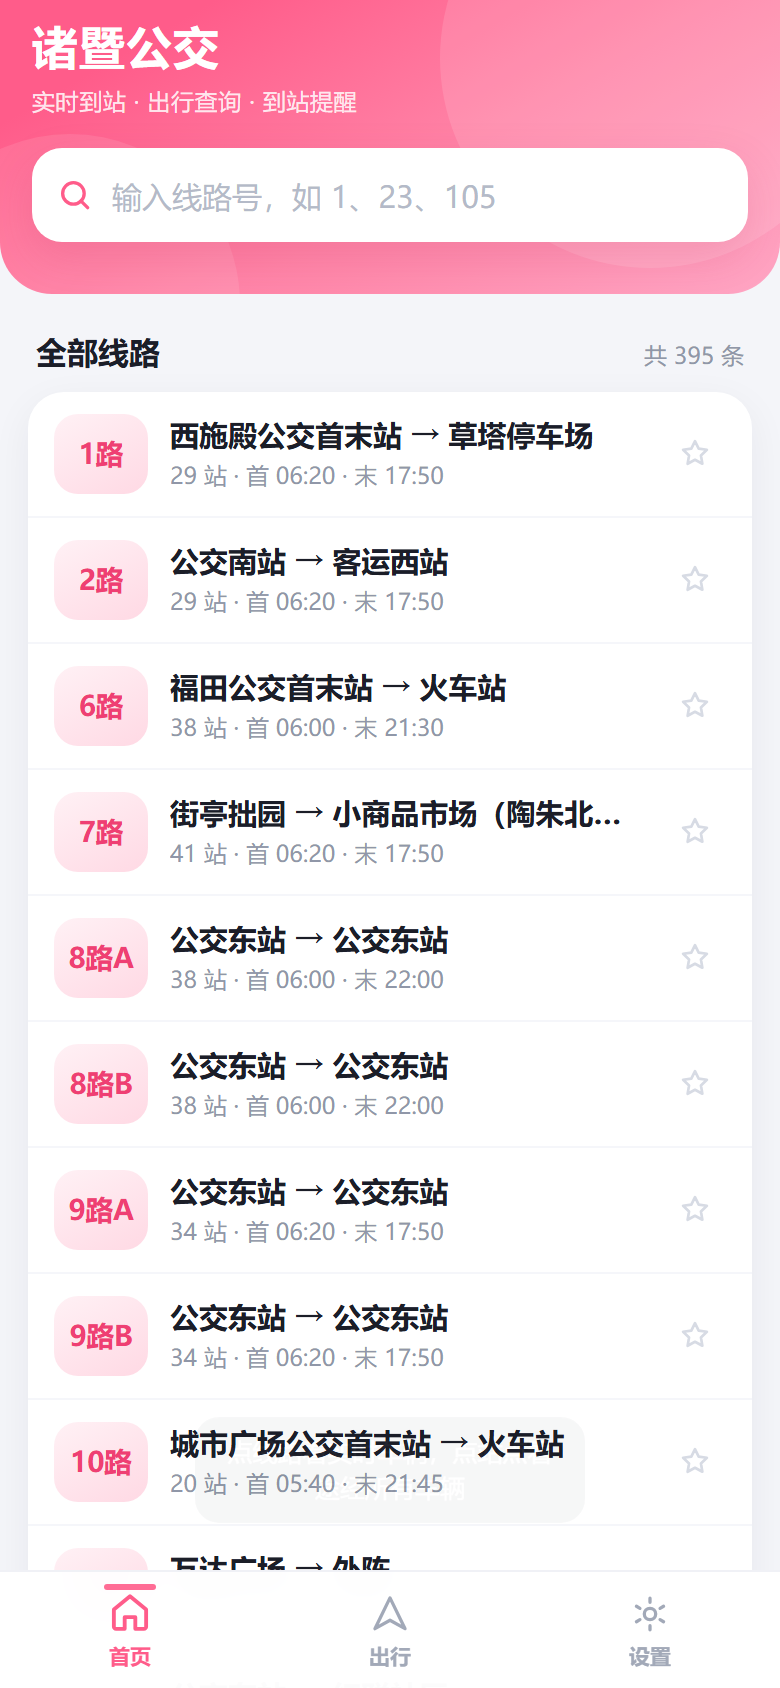 诸暨公交
实时到站 · 出行查询 · 到站提醒
输入线路号，如 1、23、105
全部线路
共 395 条
1路
西施殿公交首末站 → 草塔停车场
29 站 · 首 06:20 · 末 17:50
2路
公交南站 → 客运西站
29 站 · 首 06:20 · 末 17:50
6路
福田公交首末站 → 火车站
38 站 · 首 06:00 · 末 21:30
7路
街亭拙园 → 小商品市场（陶朱北...
41 站 · 首 06:20 · 末 17:50
8路A
公交东站 → 公交东站
38 站 · 首 06:00 · 末 22:00
8路B
公交东站 → 公交东站
38 站 · 首 06:00 · 末 22:00
9路A
公交东站 → 公交东站
34 站 · 首 06:20 · 末 17:50
9路B
公交东站 → 公交东站
34 站 · 首 06:20 · 末 17:50
10路
城市广场公交首末站 → 火车站
20 站 · 首 05:40 · 末 21:45
万达广场 → 外陈
首页
出行
设置